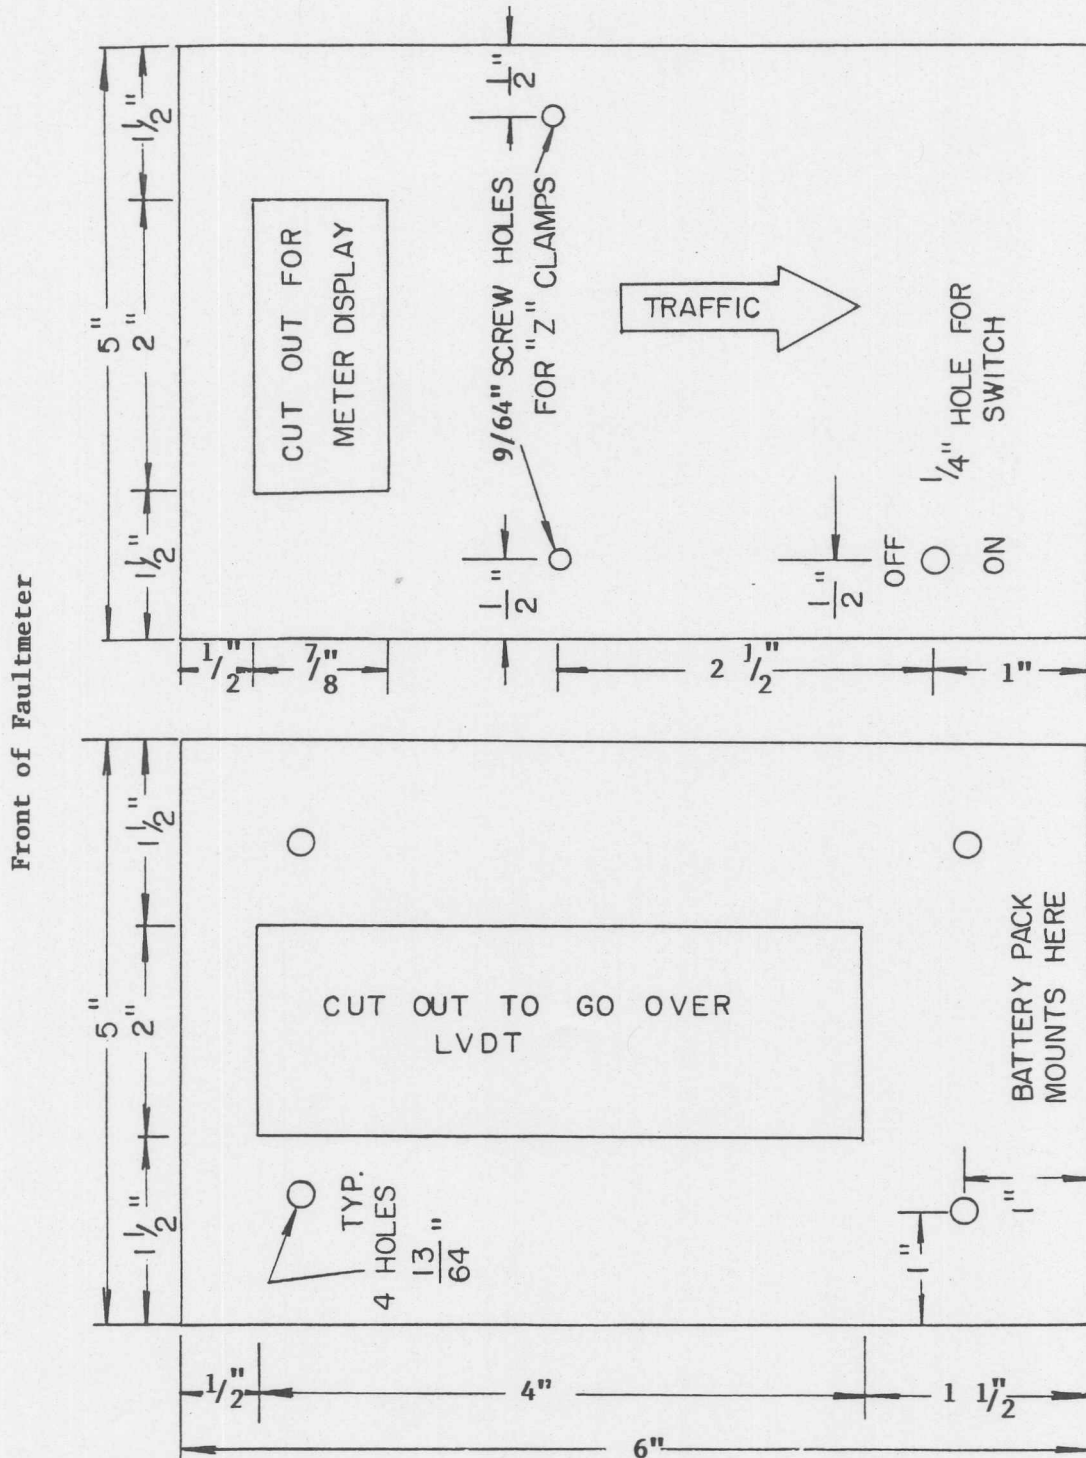 Front of Faultmeter
5"
1 1/2"
2"
1 1/2"
1/2"
7/8"
CUT OUT FOR
METER DISPLAY
1/2"
1/2"
9/64" SCREW HOLES
FOR "Z" CLAMPS
TRAFFIC
1/2"
OFF
ON
1/4" HOLE FOR
SWITCH
2 1/2"
1"
5"
1 1/2"
2"
1 1/2"
CUT OUT TO GO OVER
LVDT
TYP.
4 HOLES
13/64"
BATTERY PACK
MOUNTS HERE
1"
1"
1/2"
4"
1 1/2"
6"